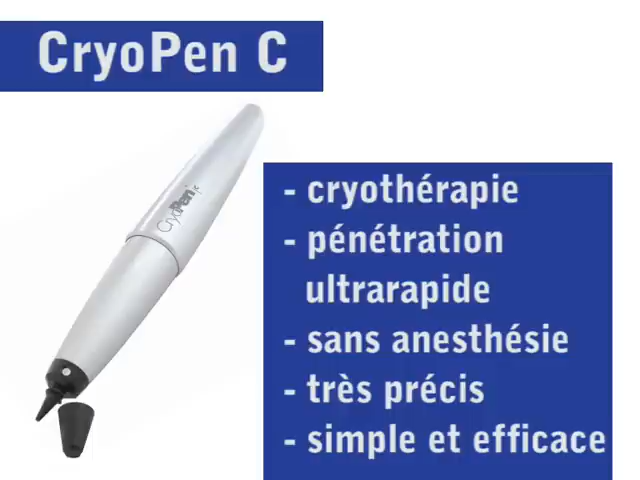 CryoPen C
CryoPen c
- cryothérapie
- pénétration
ultrarapide
- sans anesthésie
- très précis
- simple et efficace